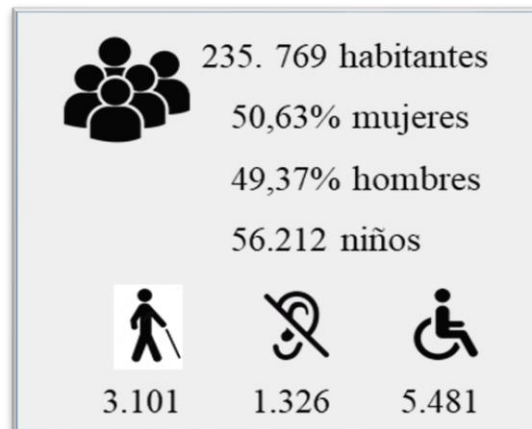 235. 769 habitantes
50,63% mujeres
49,37% hombres
56.212 niños
3.101 1.326 5.481